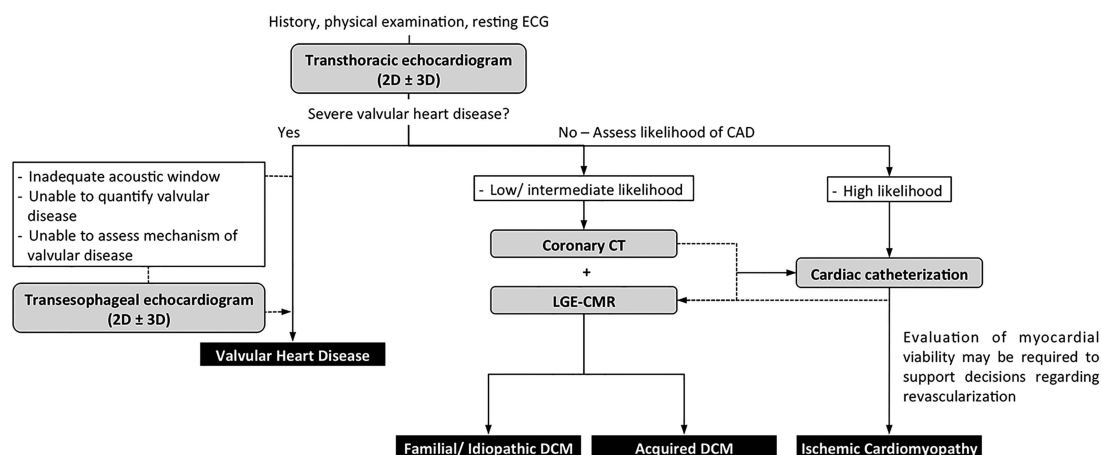 History, physical examination, resting ECG
Transthoracic echocardiogram
(2D ± 3D)
Severe valvular heart disease?
Yes
No – Assess likelihood of CAD
- Inadequate acoustic window
- Unable to quantify valvular
disease
- Unable to assess mechanism of
valvular disease
- Low/ intermediate likelihood
- High likelihood
Coronary CT
+
LGE-CMR
Cardiac catheterization
Transesophageal echocardiogram
(2D ± 3D)
Valvular Heart Disease
Evaluation of myocardial
viability may be required to
support decisions regarding
revascularization
Familial/ Idiopathic DCM
Acquired DCM
Ischemic Cardiomyopathy